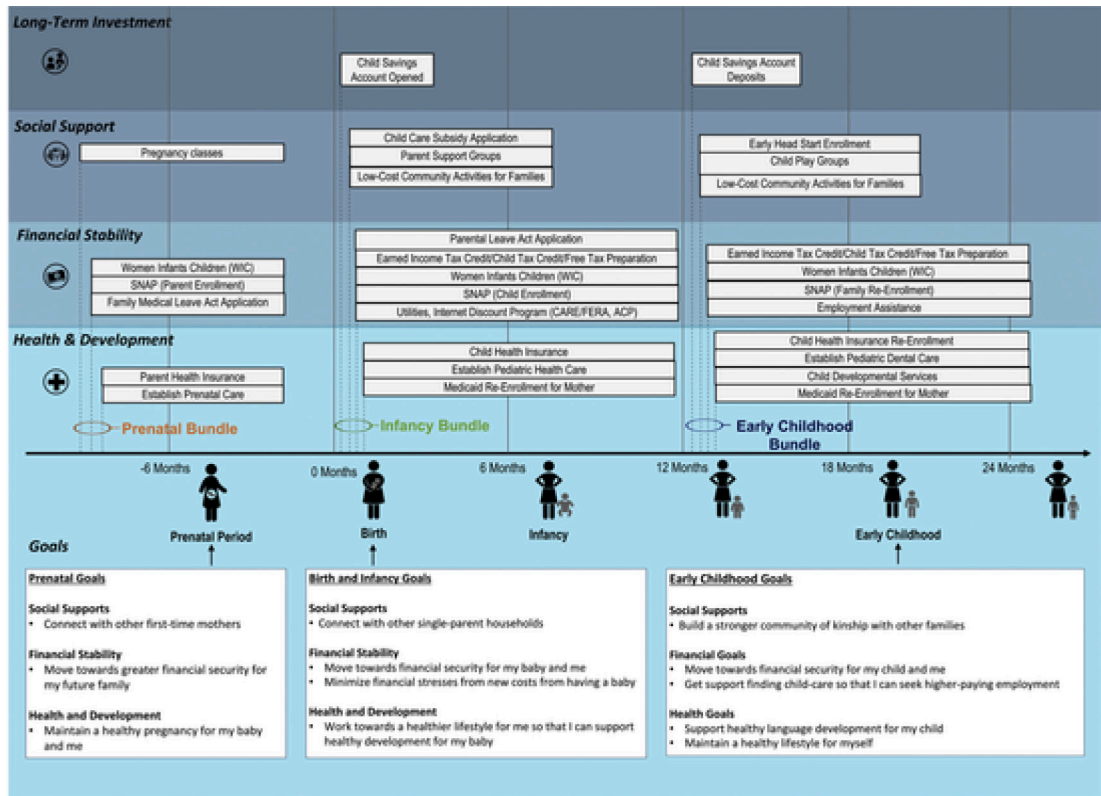 Long-Term Investment
Child Savings
Account Opened
Child Savings Account
Deposits
Social Support
Pregnancy classes
Child Care Subsidy Application
Parent Support Groups
Low-Cost Community Activities for Families
Early Head Start Enrollment
Child Play Groups
Low-Cost Community Activities for Families
Financial Stability
Women Infants Children (WIC)
SNAP (Parent Enrollment)
Family Medical Leave Act Application
Parental Leave Act Application
Earned Income Tax Credit/Child Tax Credit/Free Tax Preparation
Women Infants Children (WIC)
SNAP (Child Enrollment)
Utilities, Internet Discount Program (CARE/FERA, ACP)
Earned Income Tax Credit/Child Tax Credit/Free Tax Preparation
Women Infants Children (WIC)
SNAP (Family Re-Enrollment)
Employment Assistance
Health & Development
Parent Health Insurance
Establish Prenatal Care
Child Health Insurance
Establish Pediatric Health Care
Medicaid Re-Enrollment for Mother
Child Health Insurance Re-Enrollment
Establish Pediatric Dental Care
Child Developmental Services
Medicaid Re-Enrollment for Mother
Prenatal Bundle
Infancy Bundle
Early Childhood
Bundle
-6 Months
0 Months
6 Months
12 Months
18 Months
24 Months
Prenatal Period
Birth
Infancy
Early Childhood
Goals
Prenatal Goals
Social Supports
• Connect with other first-time mothers
Financial Stability
• Move towards greater financial security for
my future family
Health and Development
• Maintain a healthy pregnancy for my baby
and me
Birth and Infancy Goals
Social Supports
• Connect with other single-parent households
Financial Stability
• Move towards financial security for my baby and me
• Minimize financial stresses from new costs from having a baby
Health and Development
• Work towards a healthier lifestyle for me so that I can support
healthy development for my baby
Early Childhood Goals
Social Supports
• Build a stronger community of kinship with other families
Financial Goals
• Move towards financial security for my child and me
• Get support finding child-care so that I can seek higher-paying employment
Health Goals
• Support healthy language development for my child
• Maintain a healthy lifestyle for myself